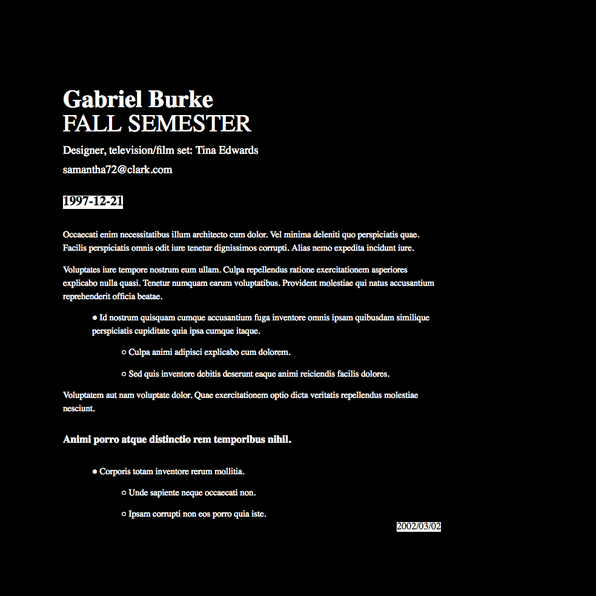 Gabriel Burke
FALL SEMESTER
Designer, television/film set: Tina Edwards
samantha72@clark.com
1997-12-21
Occaecati enim necessitatibus illum architecto cum dolor. Vel minima deleniti quo perspiciatis quae.
Facilis perspiciatis omnis odit iure tenetur dignissimos corrupti. Alias nemo expedita incidunt iure.
Voluptates iure tempore nostrum eum ullam. Culpa repellendus ratione exercitationem asperiores
explicabo nulla quasi. Tenetur numquam earum voluptatibus. Provident molestiae qui natus accusantium
reprehenderit officia beatae.
● Id nostrum quisquam cumque accusantium fuga inventore omnis ipsam quibusdam similique
perspiciatis cupiditate quia ipsa cumque itaque.
○ Culpa animi adipisci explicabo cum dolorem.
○ Sed quis inventore debitis deserunt eaque animi reiciendis facilis dolores.
Voluptatem aut nam voluptate dolor. Quae exercitationem optio dicta veritatis repellendus molestiae
nesciunt.
Animi porro atque distinctio rem temporibus nihil.
● Corporis totam inventore rerum mollitia.
○ Unde sapiente neque occaecati non.
○ Ipsam corrupti non eos porro quia iste.
2002/03/02